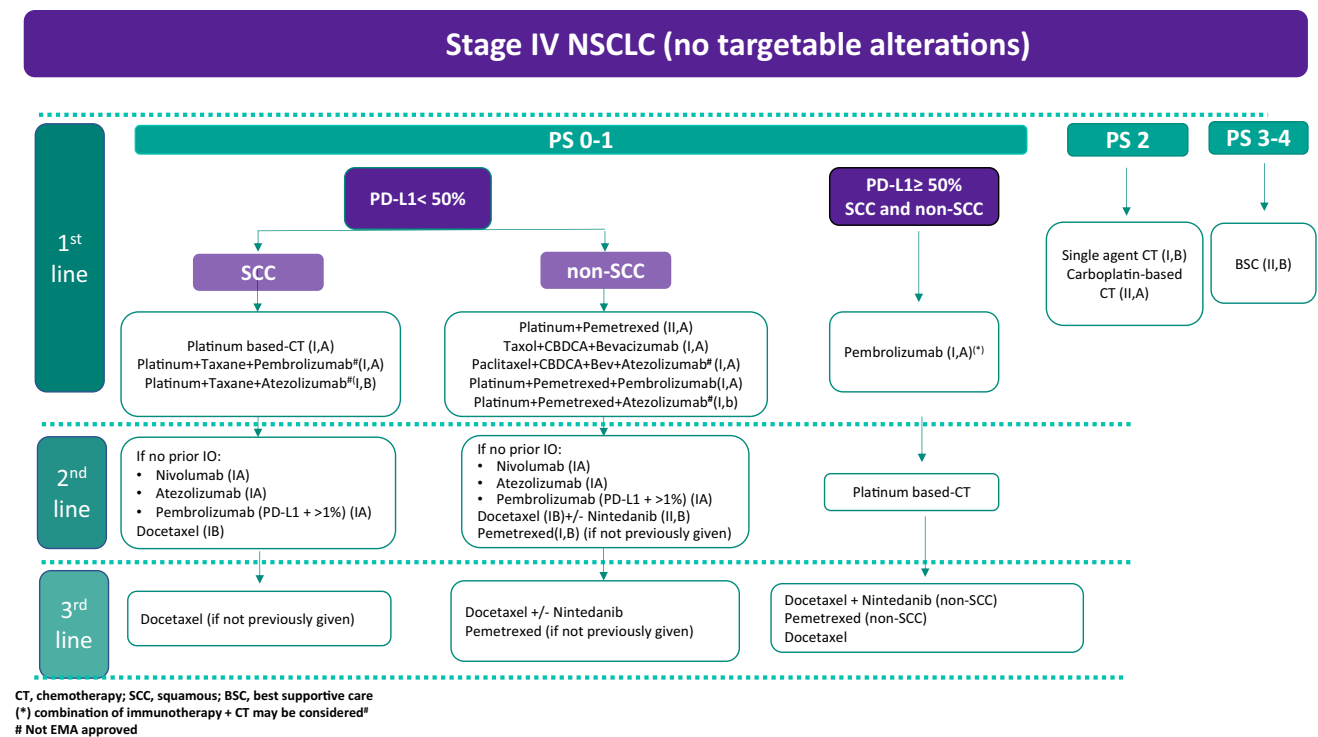 Stage IV NSCLC (no targetable alterations)
1st
line
PS 0-1
PS 2
PS 3-4
PD-L1< 50%
PD-L1≥ 50%
SCC and non-SCC
SCC
non-SCC
Platinum based-CT (I,A)
Platinum+Taxane+Pembrolizumab#(I,A)
Platinum+Taxane+Atezolizumab#(I,B)
Platinum+Pemetrexed (II,A)
Taxol+CBDCA+Bevacizumab (I,A)
Paclitaxel+CBDCA+Bev+Atezolizumab# (I,A)
Platinum+Pemetrexed+Pembrolizumab(I,A)
Platinum+Pemetrexed+Atezolizumab#(I,b)
Pembrolizumab (I,A)(*)
Single agent CT (I,B)
Carboplatin-based
CT (II,A)
BSC (II,B)
2nd
line
If no prior IO:
• Nivolumab (IA)
• Atezolizumab (IA)
• Pembrolizumab (PD-L1 + >1%) (IA)
Docetaxel (IB)
If no prior IO:
• Nivolumab (IA)
• Atezolizumab (IA)
• Pembrolizumab (PD-L1 + >1%) (IA)
Docetaxel (IB)+/- Nintedanib (II,B)
Pemetrexed(I,B) (if not previously given)
Platinum based-CT
3rd
line
Docetaxel (if not previously given)
Docetaxel +/- Nintedanib
Pemetrexed (if not previously given)
Docetaxel + Nintedanib (non-SCC)
Pemetrexed (non-SCC)
Docetaxel
CT, chemotherapy; SCC, squamous; BSC, best supportive care
(*) combination of immunotherapy + CT may be considered#
# Not EMA approved